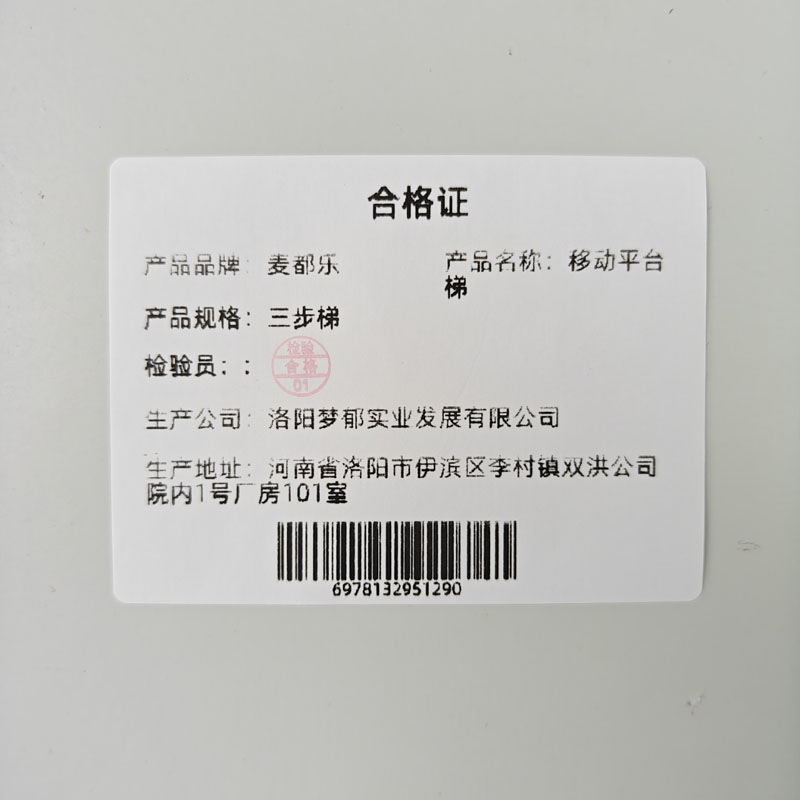 合格证
产品品牌：麦都乐
产品名称：移动平台
梯
产品规格：三步梯
检验员：：
检验
合格
01
生产公司：洛阳梦郁实业发展有限公司
生产地址：河南省洛阳市伊滨区李村镇双洪公司
院内1号厂房101室
6978132951290